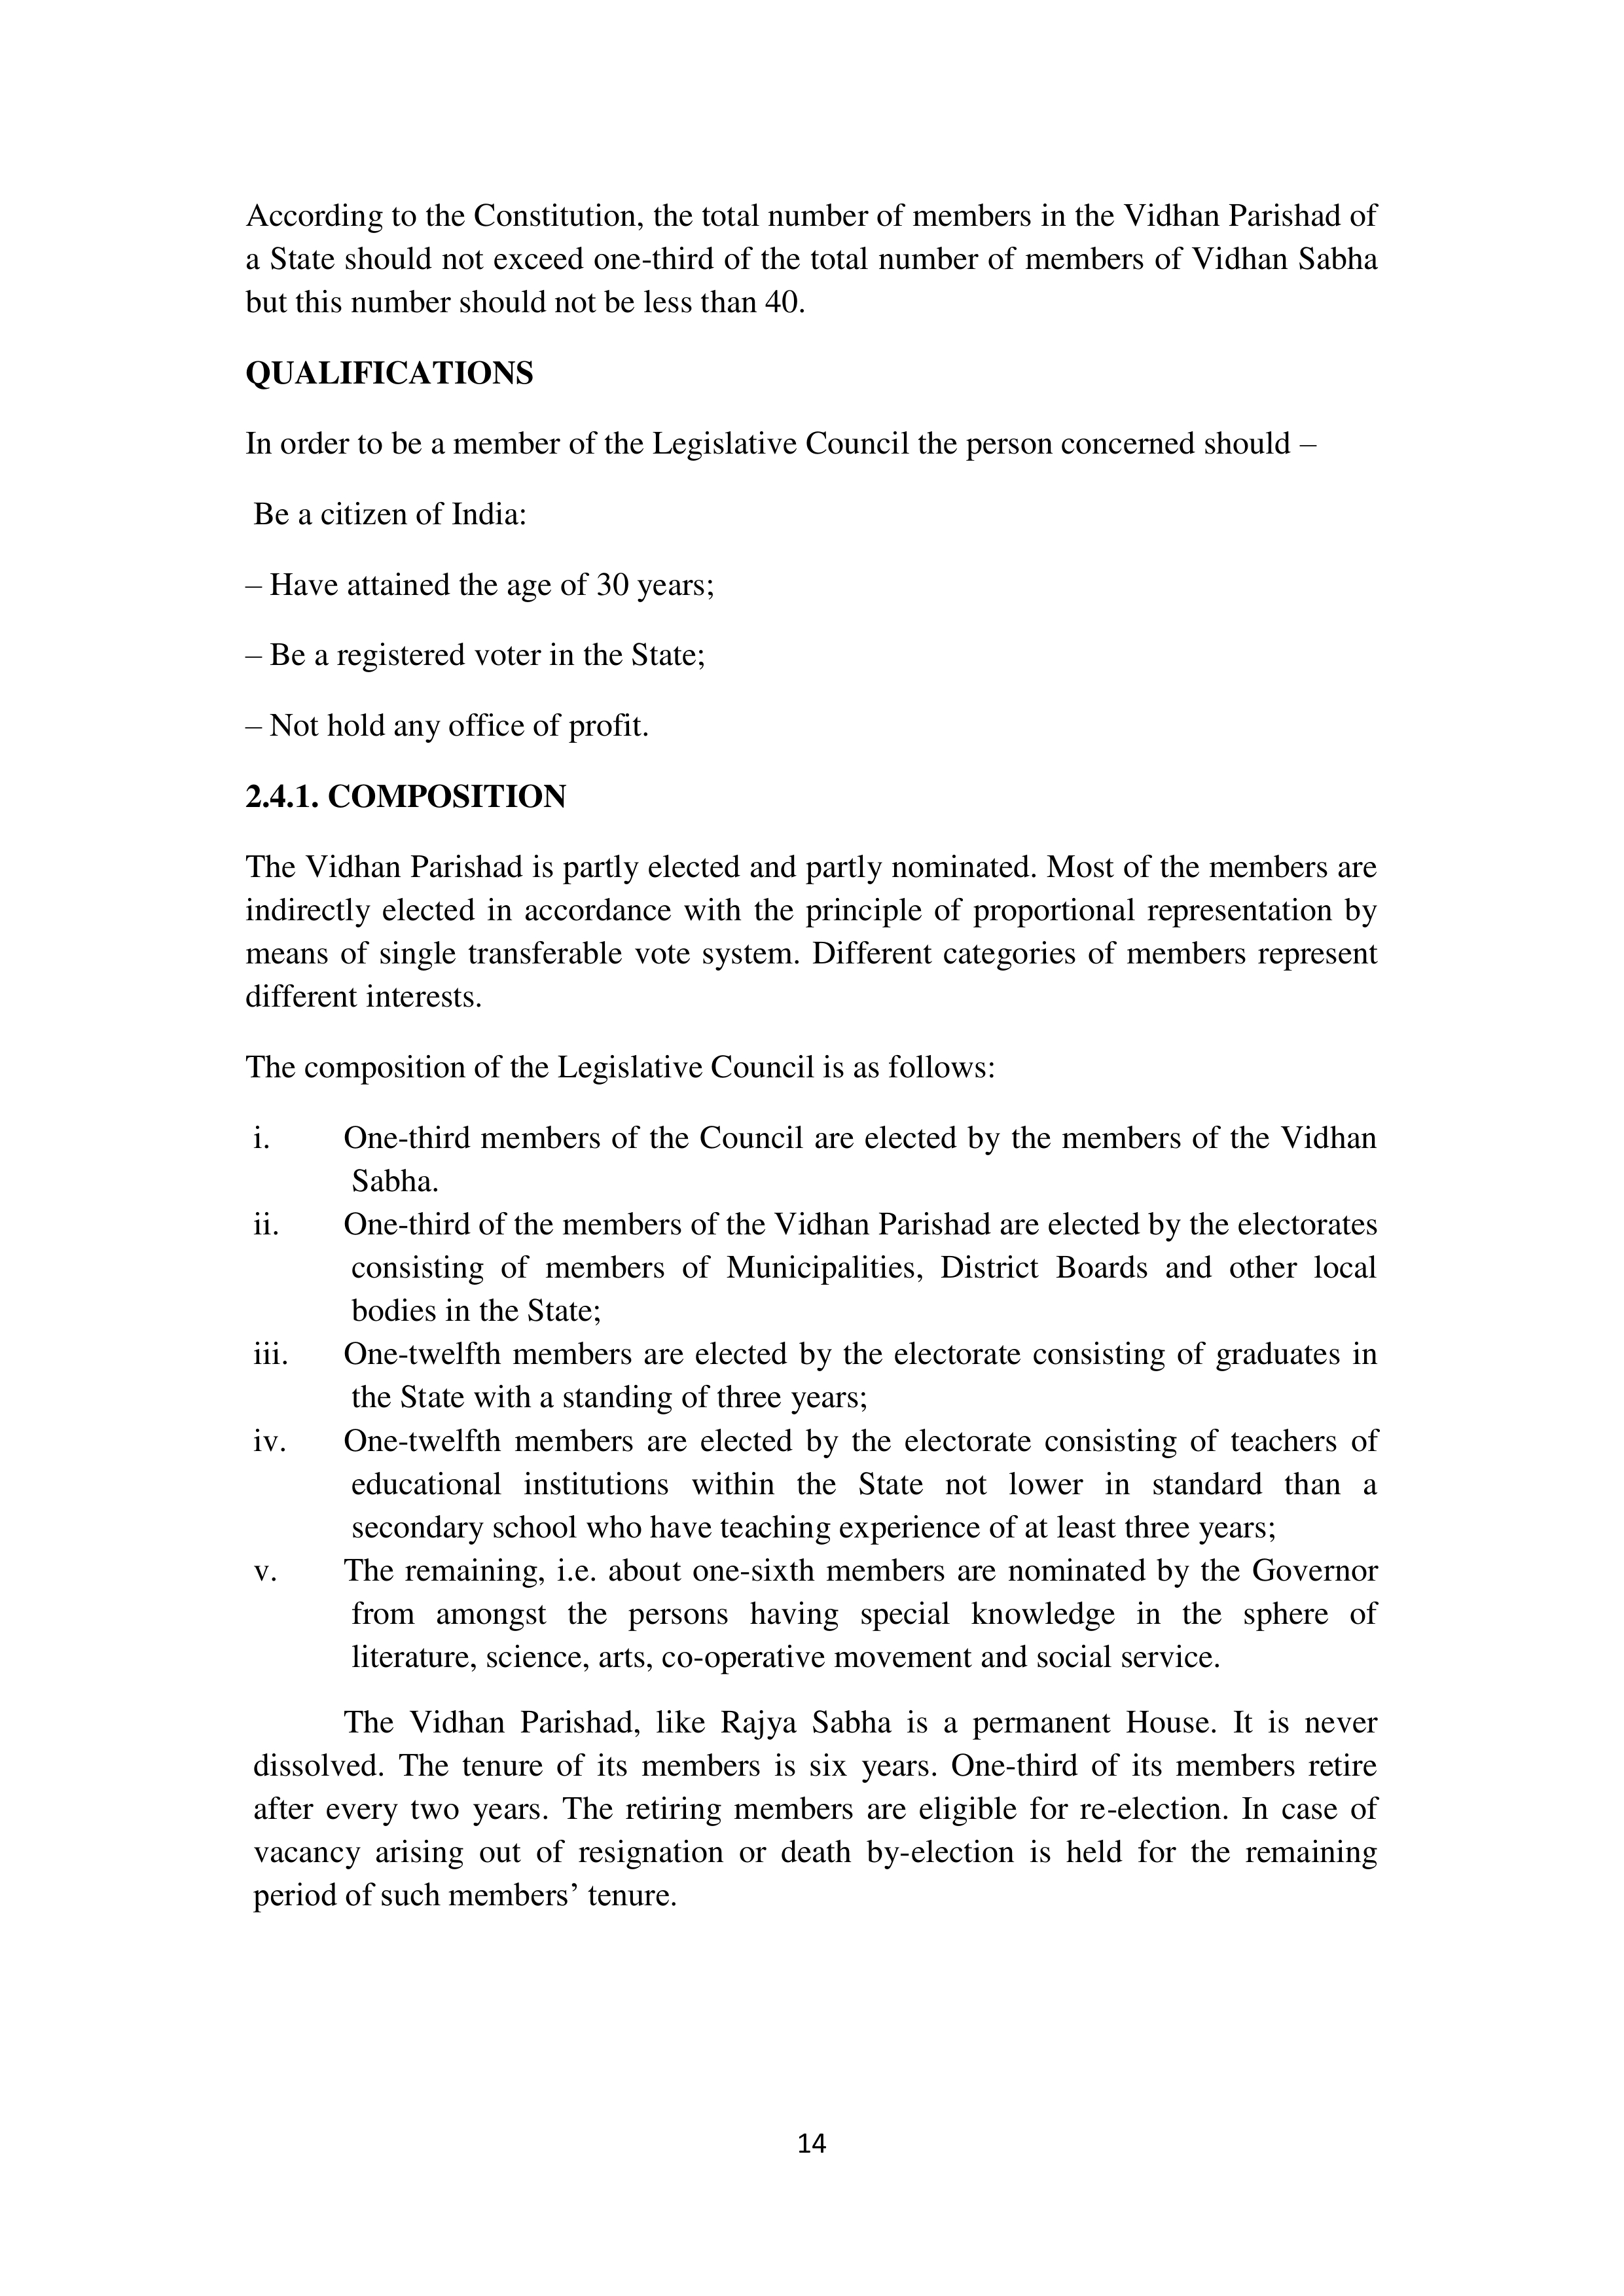 According to the Constitution, the total number of members in the Vidhan Parishad of
a State should not exceed one-third of the total number of members of Vidhan Sabha
but this number should not be less than 40.
QUALIFICATIONS
In order to be a member of the Legislative Council the person concerned should –
Be a citizen of India:
– Have attained the age of 30 years;
– Be a registered voter in the State;
– Not hold any office of profit.
2.4.1. COMPOSITION
The Vidhan Parishad is partly elected and partly nominated. Most of the members are
indirectly elected in accordance with the principle of proportional representation by
means of single transferable vote system. Different categories of members represent
different interests.
The composition of the Legislative Council is as follows:
i. One-third members of the Council are elected by the members of the Vidhan
Sabha.
ii. One-third of the members of the Vidhan Parishad are elected by the electorates
consisting of members of Municipalities, District Boards and other local
bodies in the State;
iii. One-twelfth members are elected by the electorate consisting of graduates in
the State with a standing of three years;
iv. One-twelfth members are elected by the electorate consisting of teachers of
educational institutions within the State not lower in standard than a
secondary school who have teaching experience of at least three years;
v. The remaining, i.e. about one-sixth members are nominated by the Governor
from amongst the persons having special knowledge in the sphere of
literature, science, arts, co-operative movement and social service.
The Vidhan Parishad, like Rajya Sabha is a permanent House. It is never
dissolved. The tenure of its members is six years. One-third of its members retire
after every two years. The retiring members are eligible for re-election. In case of
vacancy arising out of resignation or death by-election is held for the remaining
period of such members’ tenure.
14